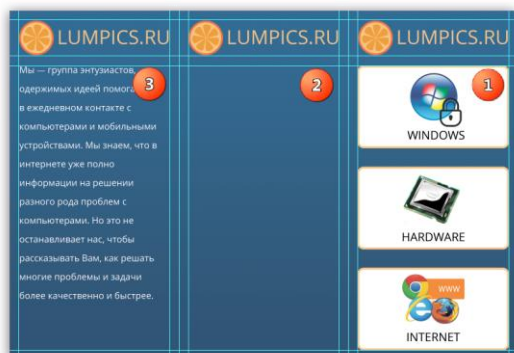 LUMPICS.RU
Мы — группа энтузиастов,
одержимых идеей
в ежедневном контакте с
компьютерами и мобильными
устройствами. Мы знаем, что в
интернете уже полно
информации на решении
разного рода проблем с
компьютерами. Но это не
останавливает нас, чтобы
рассказывать Вам, как решать
многие проблемы и задачи
более качественно и быстрее.
3
LUMPICS.RU
2
LUMPICS.RU
1
WINDOWS
HARDWARE
WWW
INTERNET